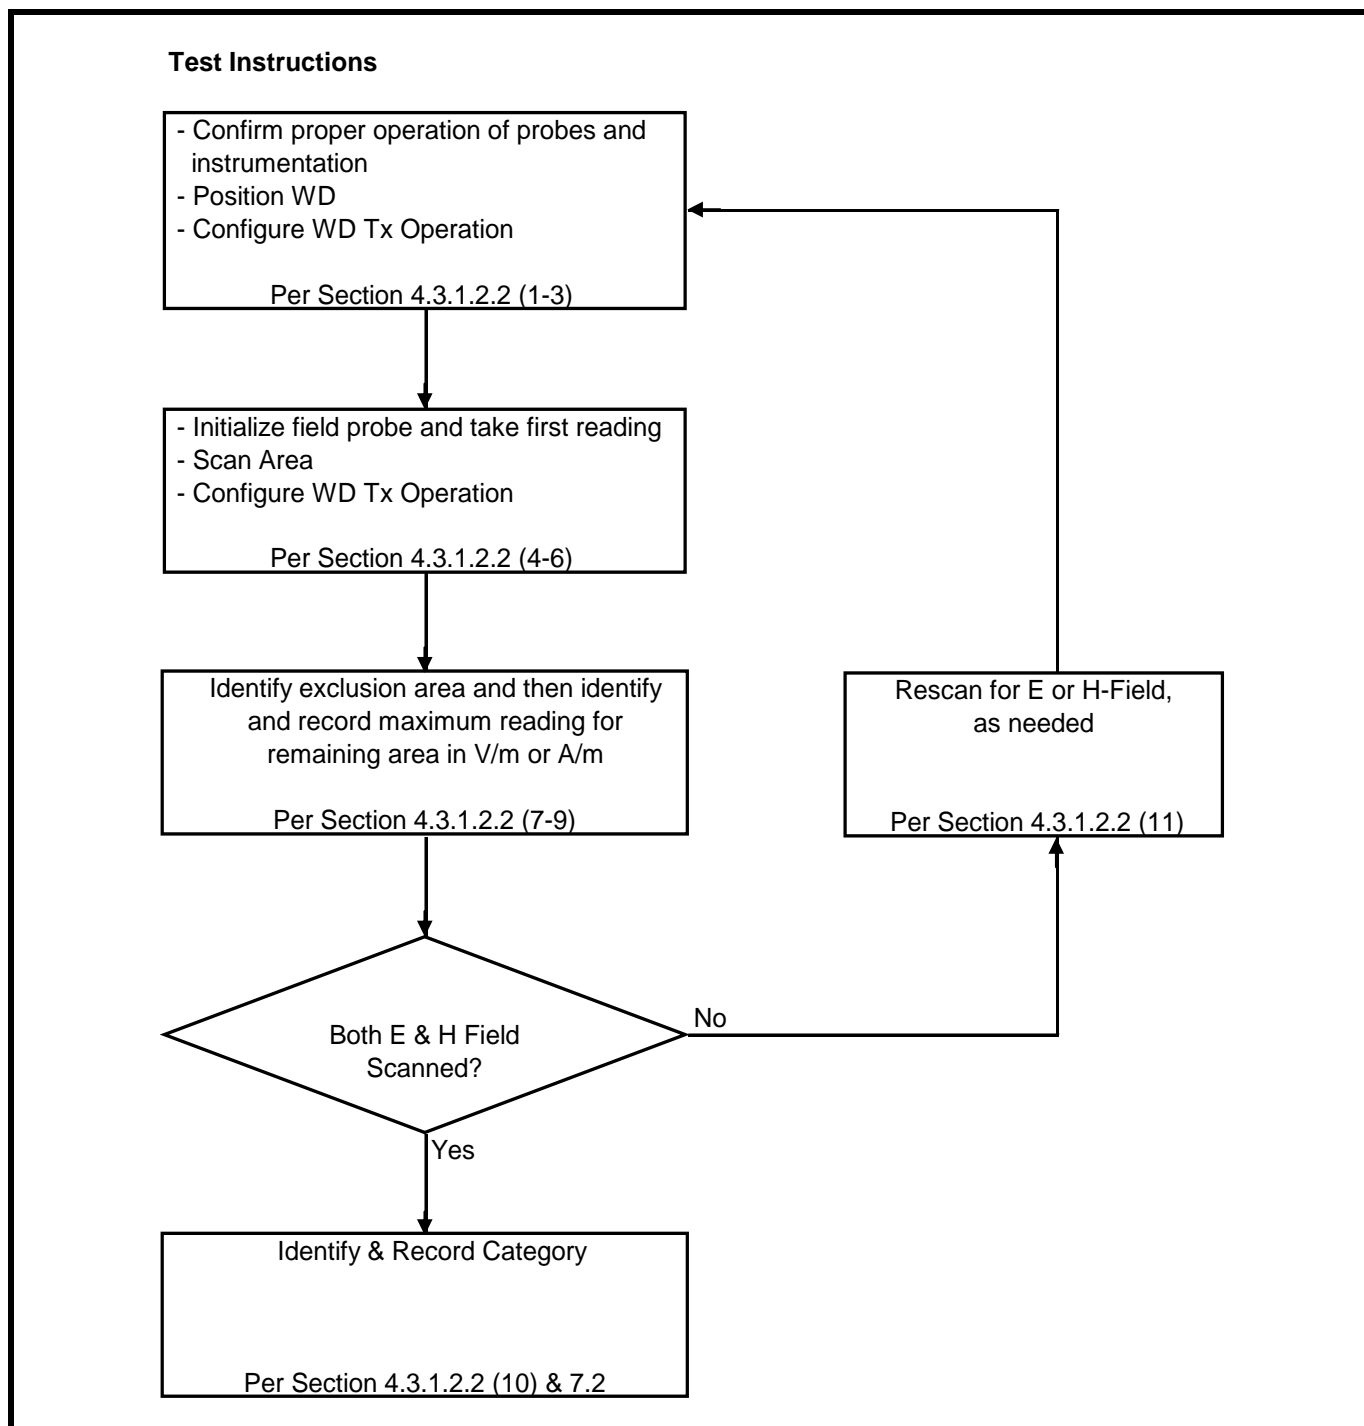 Test Instructions
- Confirm proper operation of probes and
instrumentation
- Position WD
- Configure WD Tx Operation
Per Section 4.3.1.2.2 (1-3)
- Initialize field probe and take first reading
- Scan Area
- Configure WD Tx Operation
Per Section 4.3.1.2.2 (4-6)
Identify exclusion area and then identify
and record maximum reading for
remaining area in V/m or A/m
Per Section 4.3.1.2.2 (7-9)
Rescan for E or H-Field,
as needed
Per Section 4.3.1.2.2 (11)
Both E & H Field
Scanned?
No
Yes
Identify & Record Category
Per Section 4.3.1.2.2 (10) & 7.2